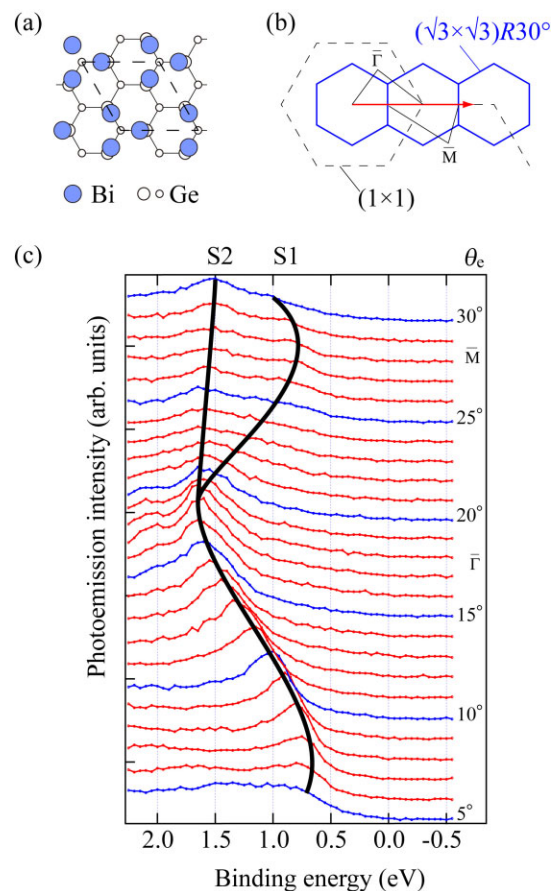 (a)
Bi Ge
(b)
(√3×√3)R30°
Γ̄
M̄
(1×1)
(c)
S2 S1 θe
30°
M̄
25°
20°
Γ̄
15°
10°
5°
Photoemission intensity (arb. units)
2.0 1.5 1.0 0.5 0.0 -0.5
Binding energy (eV)